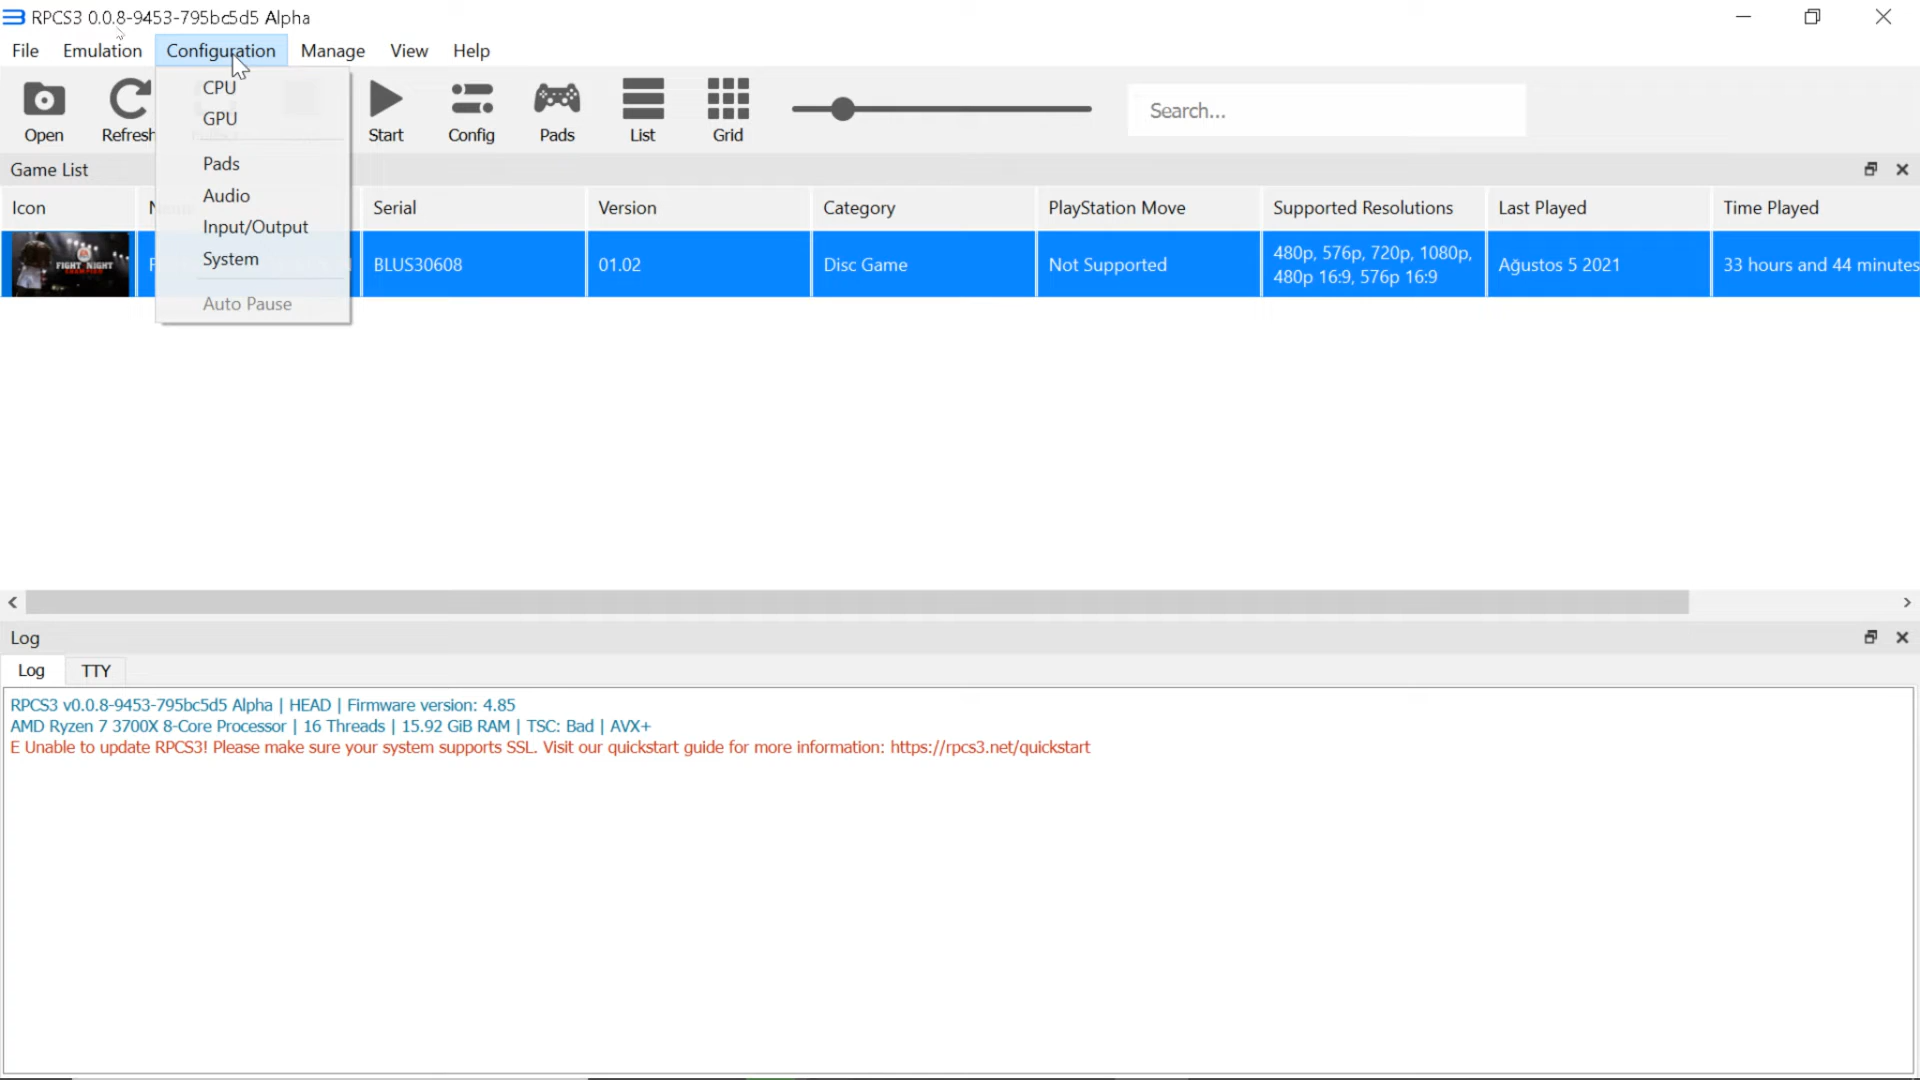 RPCS3 0.0.8-9453-795bc5d5 Alpha
File Emulation Configuration Manage View Help
CPU
GPU
Pads
Audio
Input/Output
System
Auto Pause
Open Refresh Start Config Pads List Grid
Search...
Game List
Icon Serial Version Category PlayStation Move Supported Resolutions Last Played Time Played
FIGHT NIGHT
CHAMPION
BLUS30608 01.02 Disc Game Not Supported 480p, 576p, 720p, 1080p, 480p 16:9, 576p 16:9 Ağustos 5 2021 33 hours and 44 minutes
Log
Log TTY
RPCS3 v0.0.8-9453-795bc5d5 Alpha | HEAD | Firmware version: 4.85
AMD Ryzen 7 3700X 8-Core Processor | 16 Threads | 15.92 GiB RAM | TSC: Bad | AVX+
E Unable to update RPCS3! Please make sure your system supports SSL. Visit our quickstart guide for more information: https://rpcs3.net/quickstart